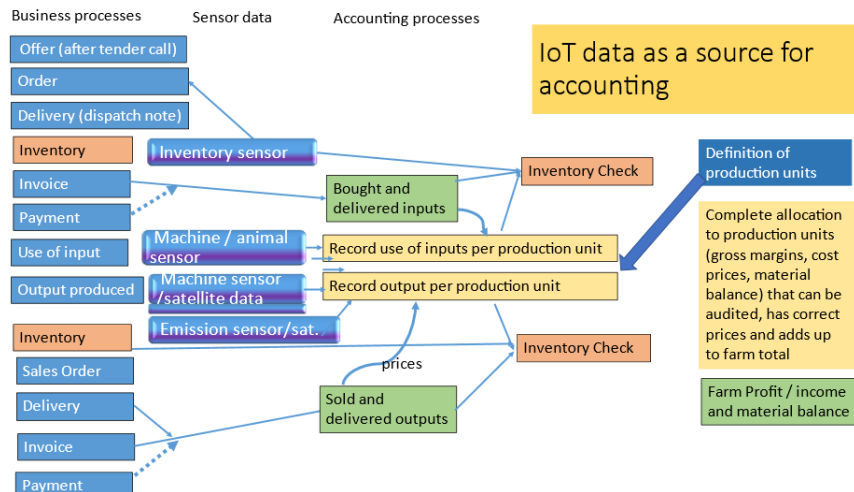 Business processes
Sensor data
Accounting processes
IoT data as a source for
accounting
Offer (after tender call)
Order
Delivery (dispatch note)
Inventory
Inventory sensor
Inventory Check
Definition of
production units
Invoice
Bought and
delivered inputs
Payment
Use of input
Machine / animal
sensor
Record use of inputs per production unit
Complete allocation
to production units
(gross margins, cost
prices, material
balance) that can be
audited, has correct
prices and adds up
to farm total
Output produced
Machine sensor
/satellite data
Record output per production unit
Emission sensor/sat..
Inventory
Inventory Check
prices
Sales Order
Delivery
Sold and
delivered outputs
Farm Profit / income
and material balance
Invoice
Payment